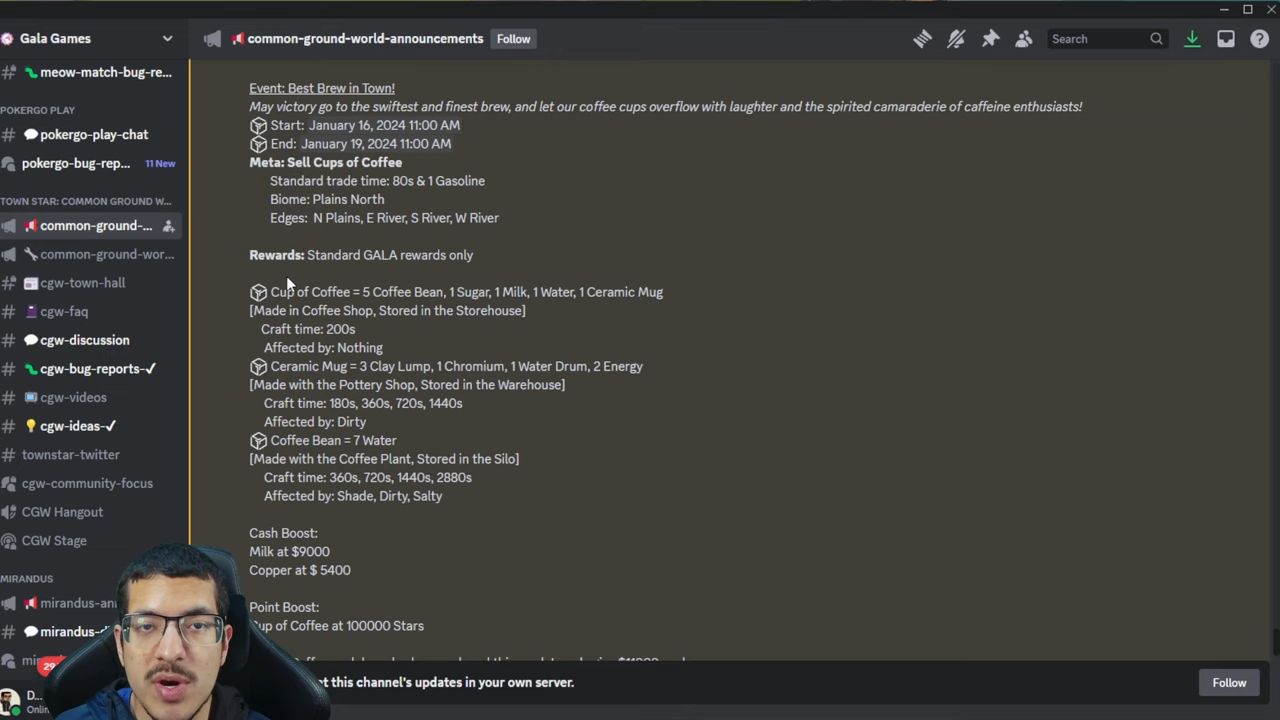 Gala Games
common-ground-world-announcements
Follow
Search
meow-match-bug-re...
POKERGO PLAY
pokergo-play-chat
pokergo-bug-rep...
11 New
TOWN STAR: COMMON GROUND W...
common-ground-...
common-ground-wor...
cgw-town-hall
cgw-faq
cgw-discussion
cgw-bug-reports-✓
cgw-videos
cgw-ideas-✓
townstar-twitter
cgw-community-focus
CGW Hangout
CGW Stage
MIRANDUS
mirandus-an
mirandus-di
mi
29
D...
Onlin
Event: Best Brew in Town!
May victory go to the swiftest and finest brew, and let our coffee cups overflow with laughter and the spirited camaraderie of caffeine enthusiasts!
Start: January 16, 2024 11:00 AM
End: January 19, 2024 11:00 AM
Meta: Sell Cups of Coffee
Standard trade time: 80s & 1 Gasoline
Biome: Plains North
Edges: N Plains, E River, S River, W River
Rewards: Standard GALA rewards only
Cup of Coffee = 5 Coffee Bean, 1 Sugar, 1 Milk, 1 Water, 1 Ceramic Mug
[Made in Coffee Shop, Stored in the Storehouse]
Craft time: 200s
Affected by: Nothing
Ceramic Mug = 3 Clay Lump, 1 Chromium, 1 Water Drum, 2 Energy
[Made with the Pottery Shop, Stored in the Warehouse]
Craft time: 180s, 360s, 720s, 1440s
Affected by: Dirty
Coffee Bean = 7 Water
[Made with the Coffee Plant, Stored in the Silo]
Craft time: 360s, 720s, 1440s, 2880s
Affected by: Shade, Dirty, Salty
Cash Boost:
Milk at $9000
Copper at $ 5400
Point Boost:
Cup of Coffee at 100000 Stars
t this channel's updates in your own server.
Follow